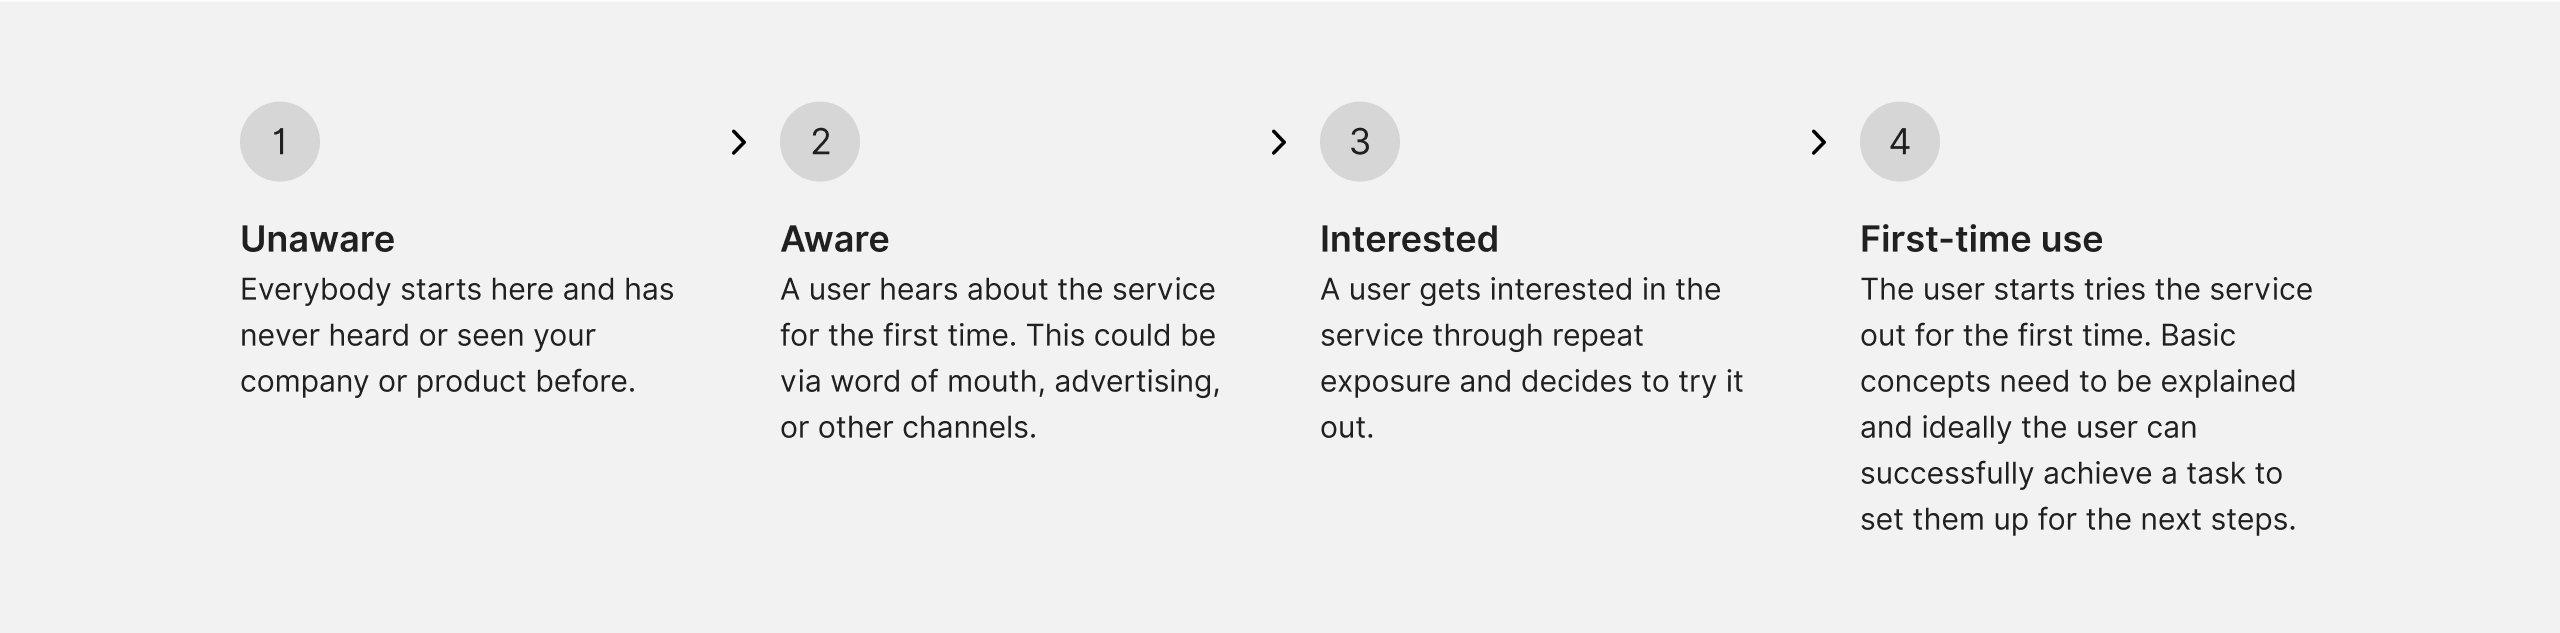 1
Unaware
Everybody starts here and has
never heard or seen your
company or product before.
2
Aware
A user hears about the service
for the first time. This could be
via word of mouth, advertising,
or other channels.
3
Interested
A user gets interested in the
service through repeat
exposure and decides to try it
out.
4
First-time use
The user starts tries the service
out for the first time. Basic
concepts need to be explained
and ideally the user can
successfully achieve a task to
set them up for the next steps.